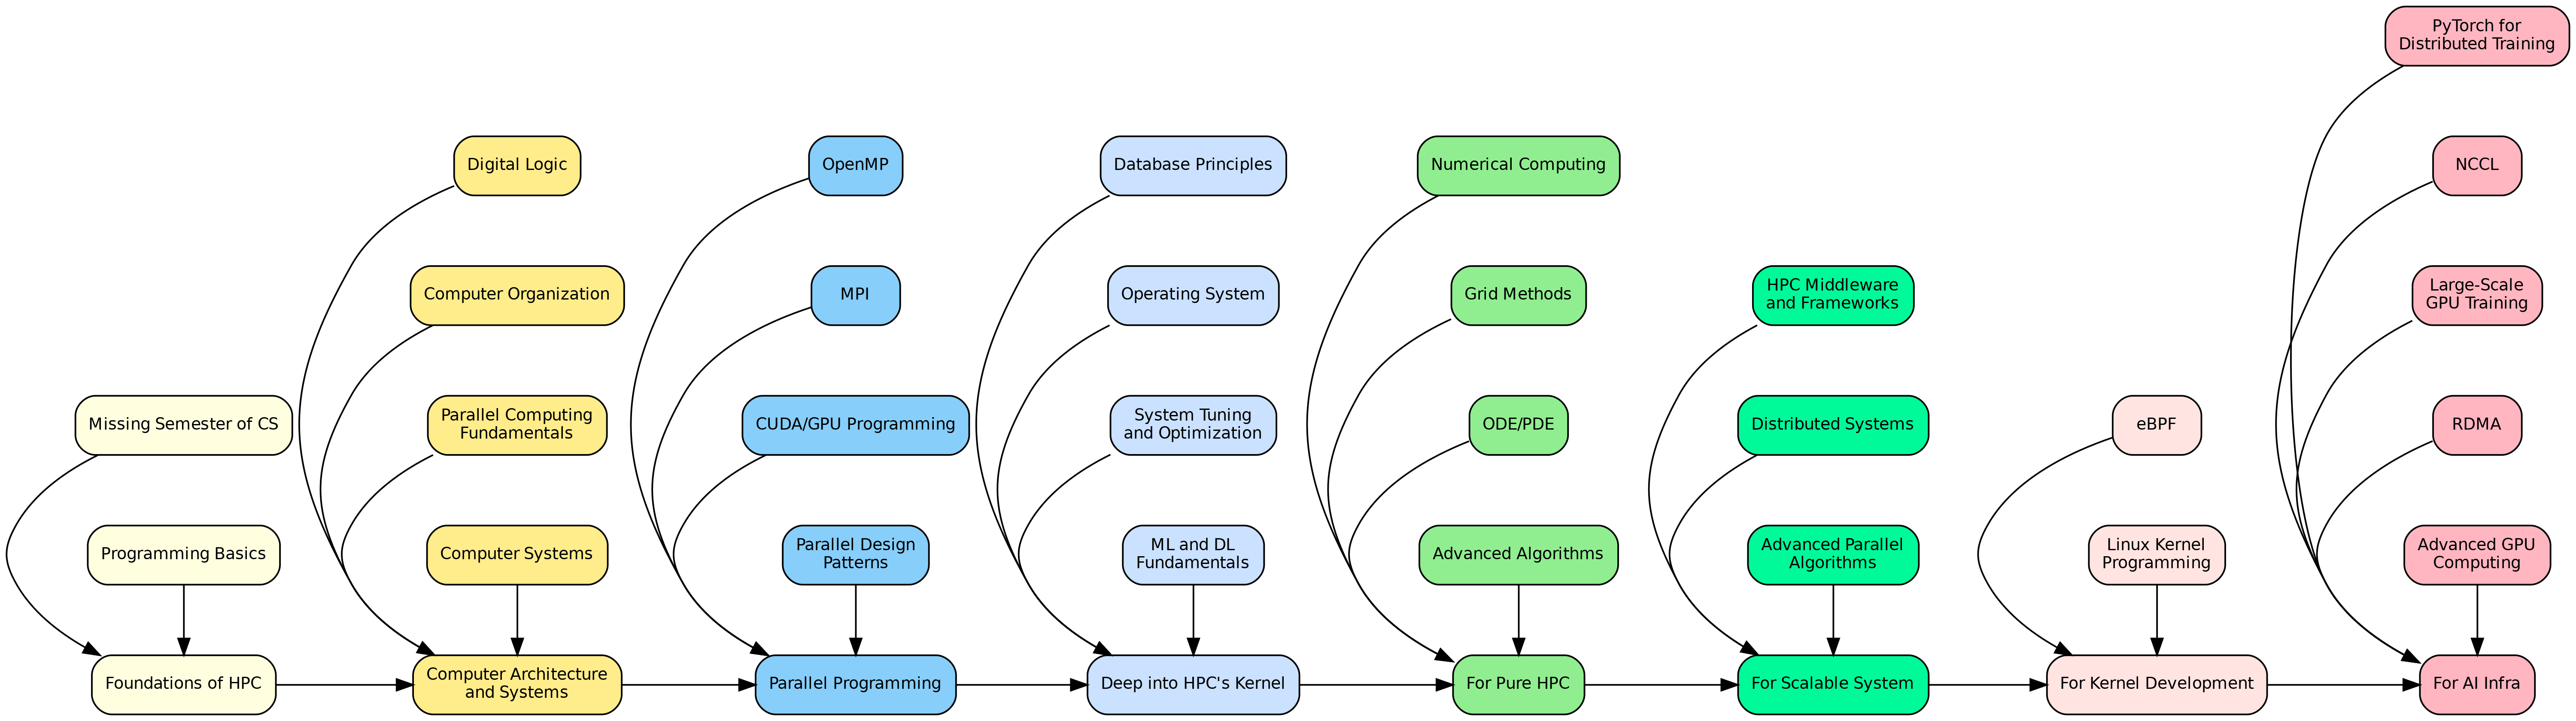 PyTorch for
Distributed Training
Digital Logic
OpenMP
Database Principles
Numerical Computing
NCCL
Computer Organization
MPI
Operating System
Grid Methods
HPC Middleware
and Frameworks
Large-Scale
GPU Training
Missing Semester of CS
Parallel Computing
Fundamentals
CUDA/GPU Programming
System Tuning
and Optimization
ODE/PDE
Distributed Systems
eBPF
RDMA
Programming Basics
Computer Systems
Parallel Design
Patterns
ML and DL
Fundamentals
Advanced Algorithms
Advanced Parallel
Algorithms
Linux Kernel
Programming
Advanced GPU
Computing
Foundations of HPC
Computer Architecture
and Systems
Parallel Programming
Deep into HPC's Kernel
For Pure HPC
For Scalable System
For Kernel Development
For AI Infra